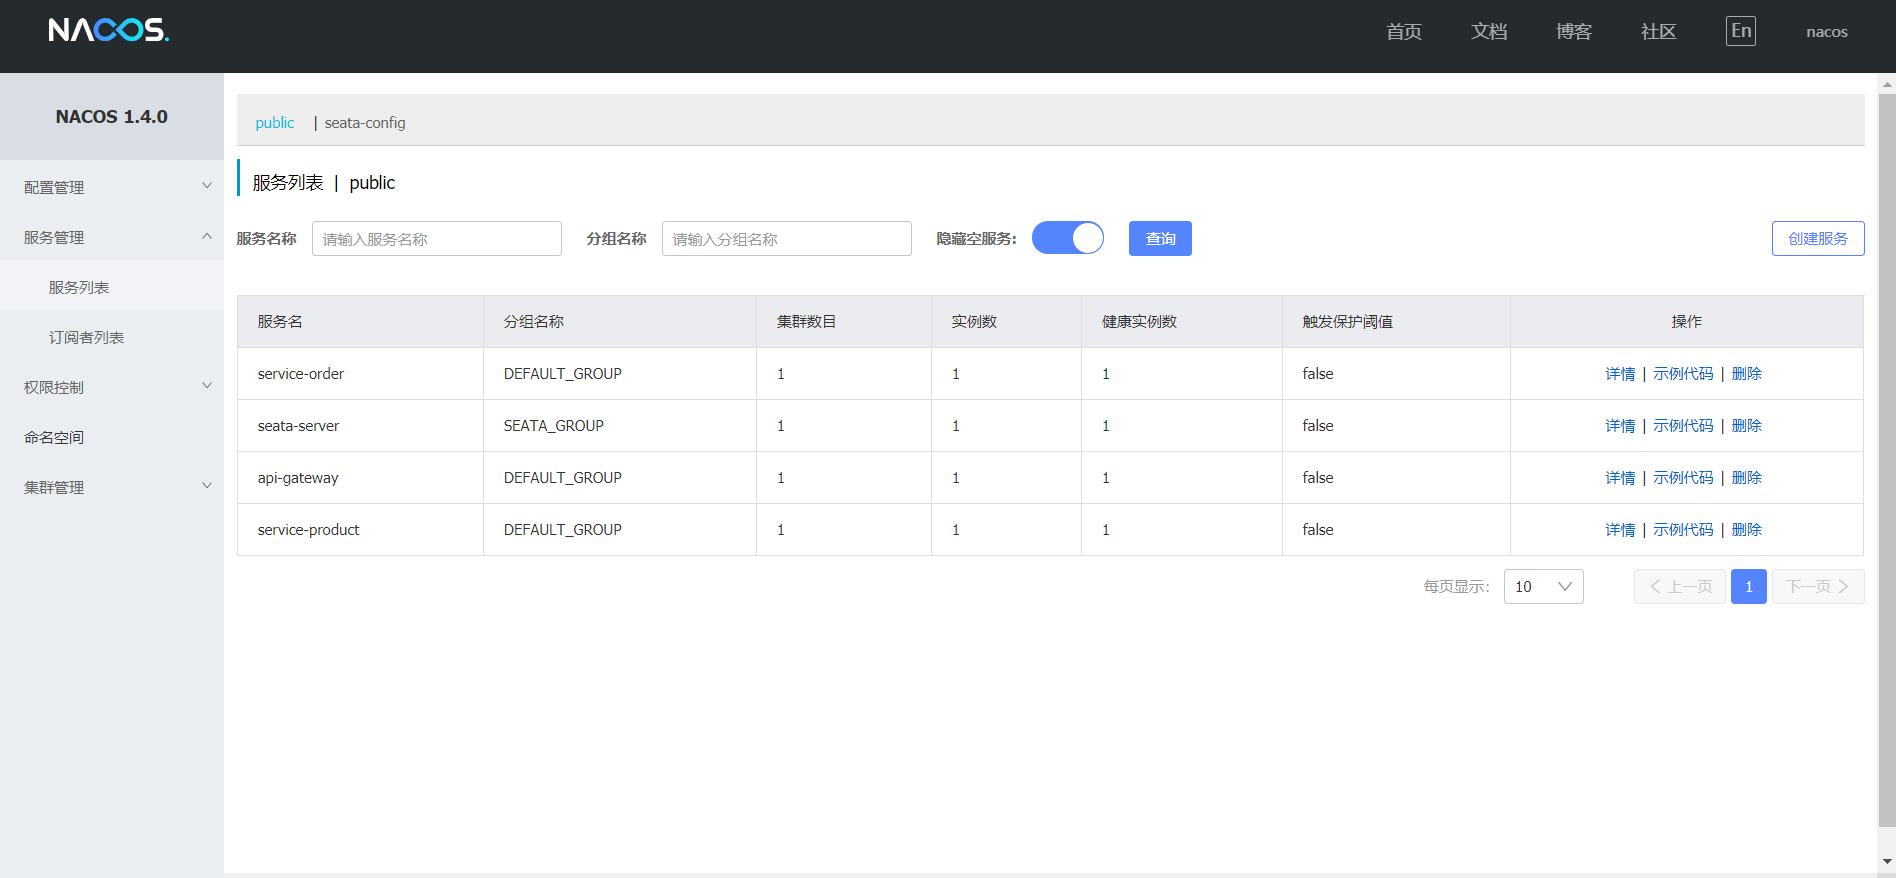 NACOS.
首页 文档 博客 社区 En nacos
NACOS 1.4.0
配置管理
服务管理
服务列表
订阅者列表
权限控制
命名空间
集群管理
public | seata-config
服务列表 | public
服务名称 请输入服务名称 分组名称 请输入分组名称 隐藏空服务: 查询 创建服务
服务名 分组名称 集群数目 实例数 健康实例数 触发保护阈值 操作
service-order DEFAULT_GROUP 1 1 1 false 详情 | 示例代码 | 删除
seata-server SEATA_GROUP 1 1 1 false 详情 | 示例代码 | 删除
api-gateway DEFAULT_GROUP 1 1 1 false 详情 | 示例代码 | 删除
service-product DEFAULT_GROUP 1 1 1 false 详情 | 示例代码 | 删除
每页显示: 10 上一页 1 下一页